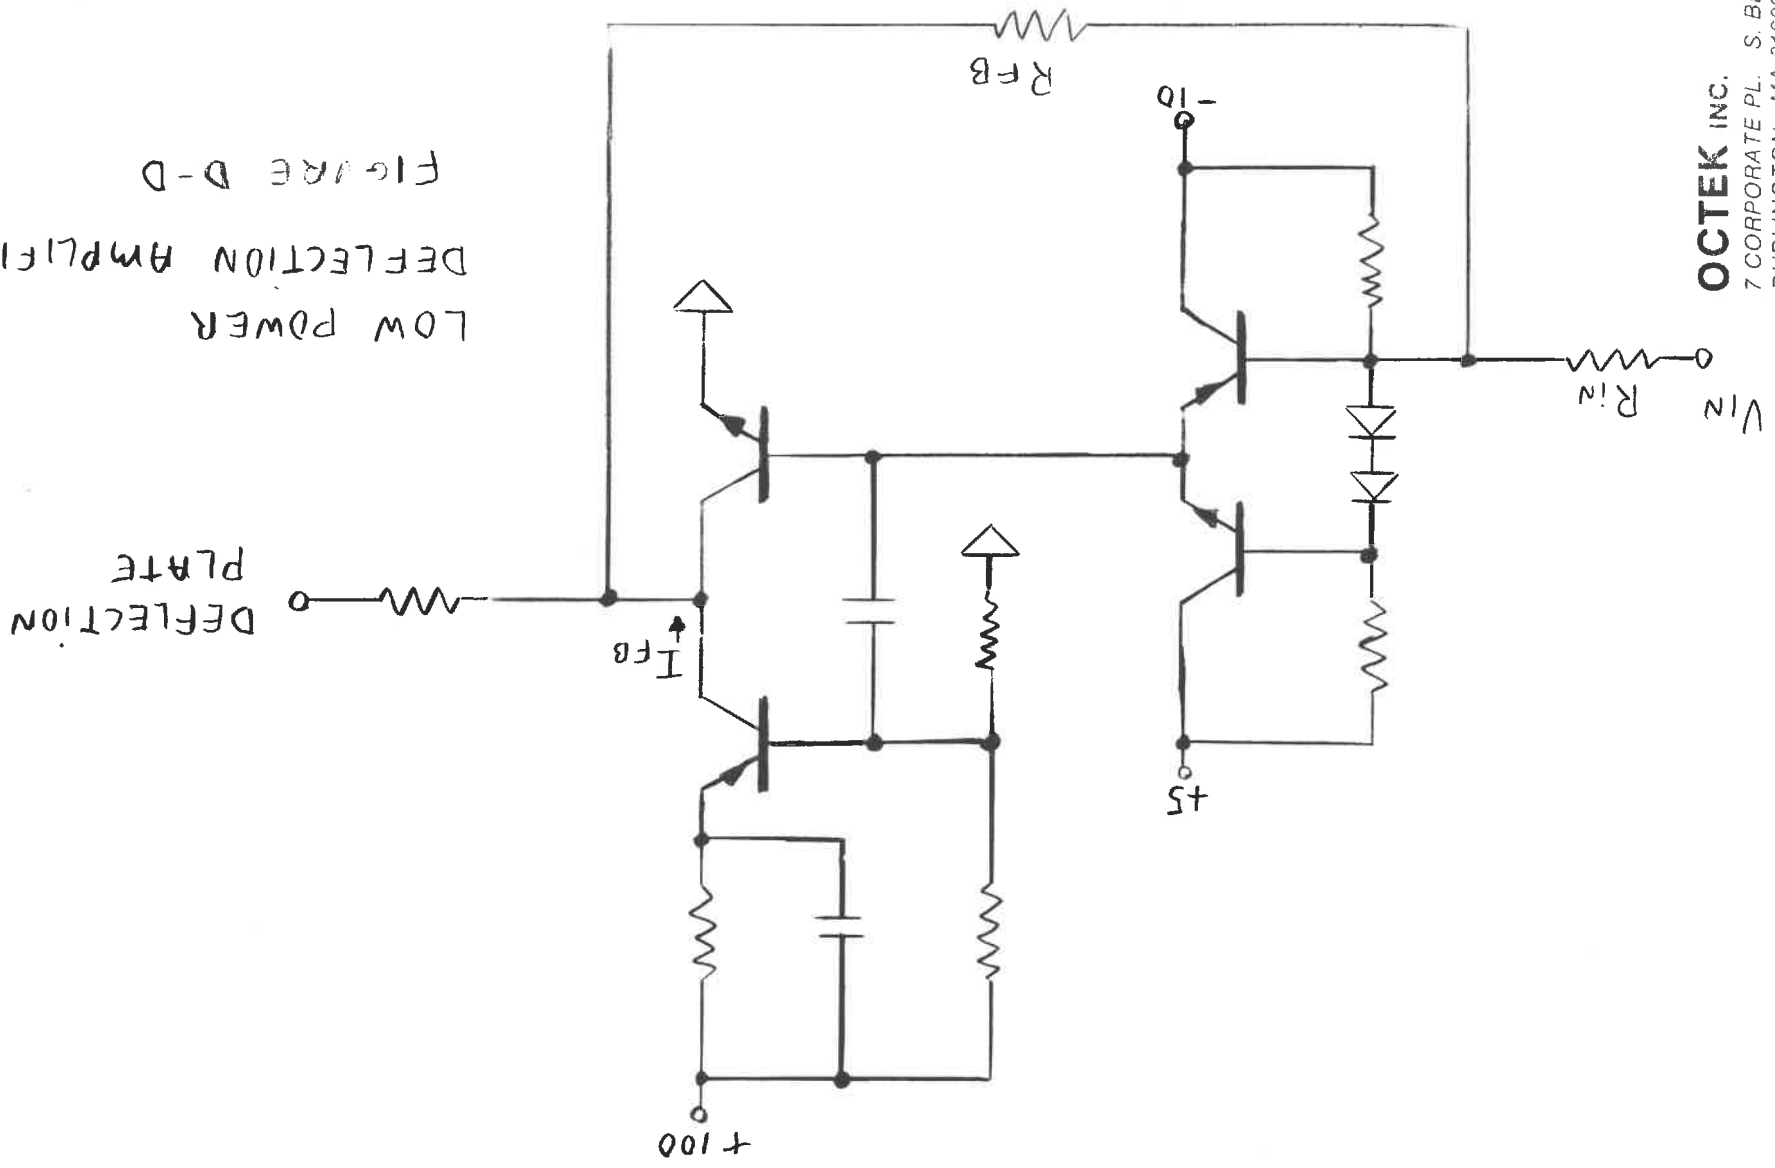 +100
+5
DEFLECTION
PLATE
IFB
VIN
RiN
LOW POWER
DEFLECTION AMPLIFI
FIGURE D-D
-10
RFB
OCTEK INC.
7 CORPORATE PL. S.